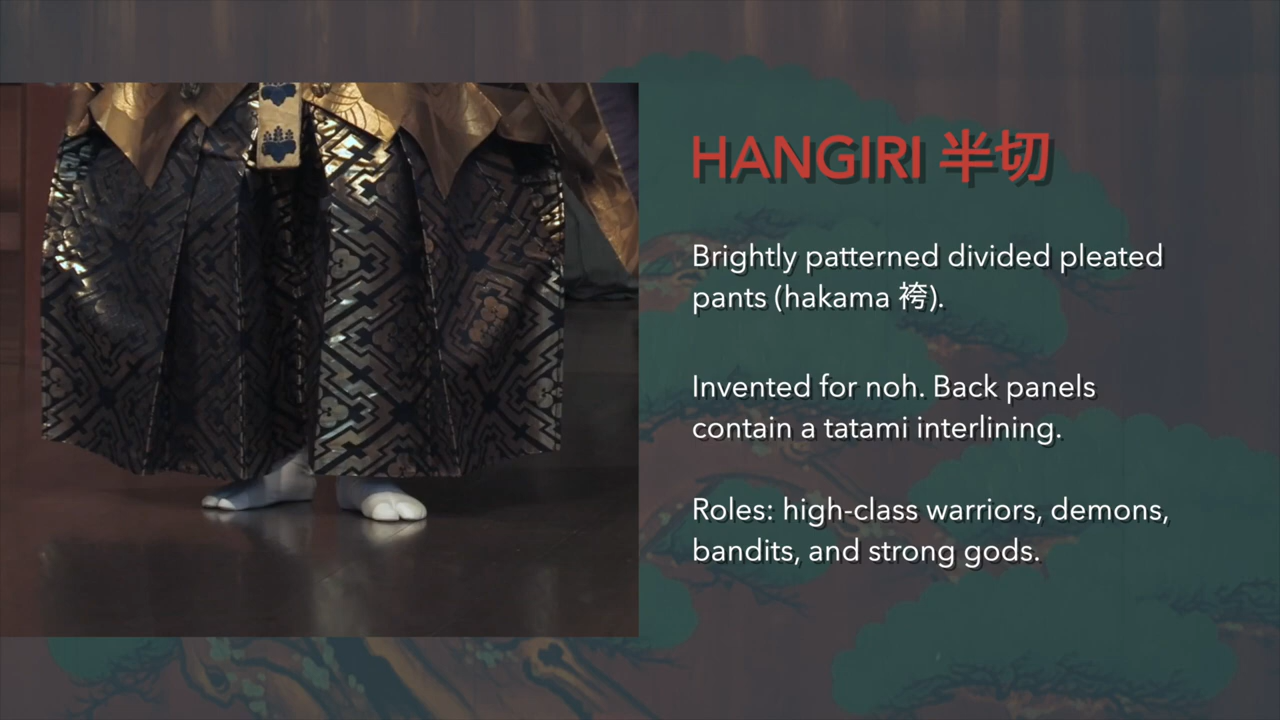 HANGIRI 半切
Brightly patterned divided pleated
pants (hakama 袴).
Invented for noh. Back panels
contain a tatami interlining.
Roles: high-class warriors, demons,
bandits, and strong gods.